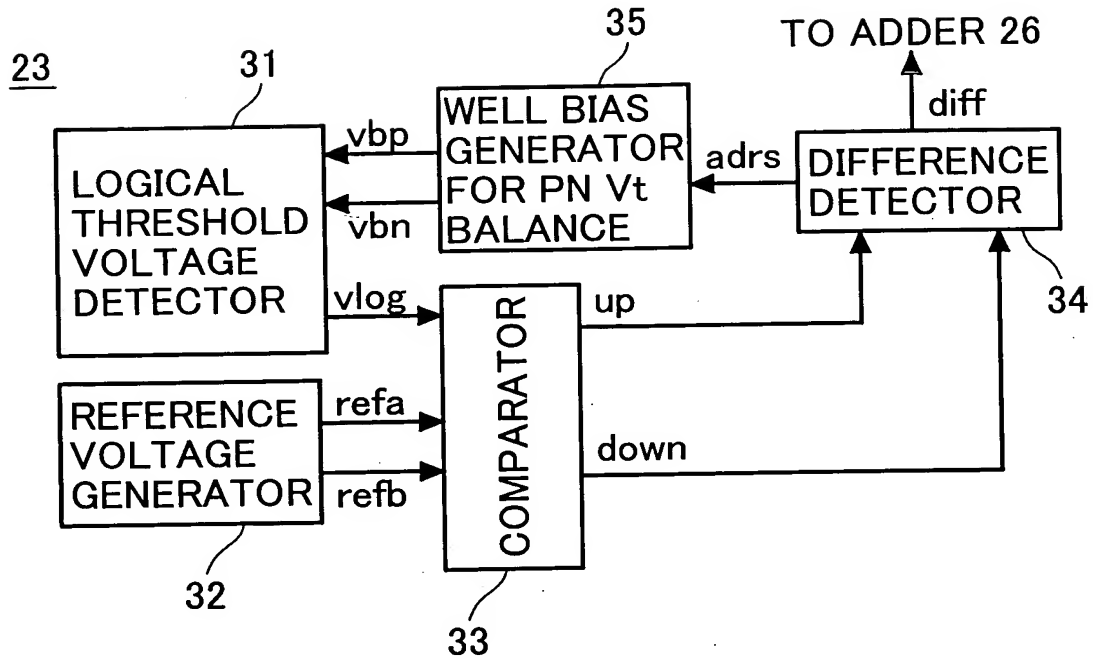 23
31
35
TO ADDER 26
diff
LOGICAL
THRESHOLD
VOLTAGE
DETECTOR
vbp
vbn
WELL BIAS
GENERATOR
FOR PN Vt
BALANCE
adrs
DIFFERENCE
DETECTOR
34
vlog
up
REFERENCE
VOLTAGE
GENERATOR
refa
refb
COMPARATOR
down
32
33